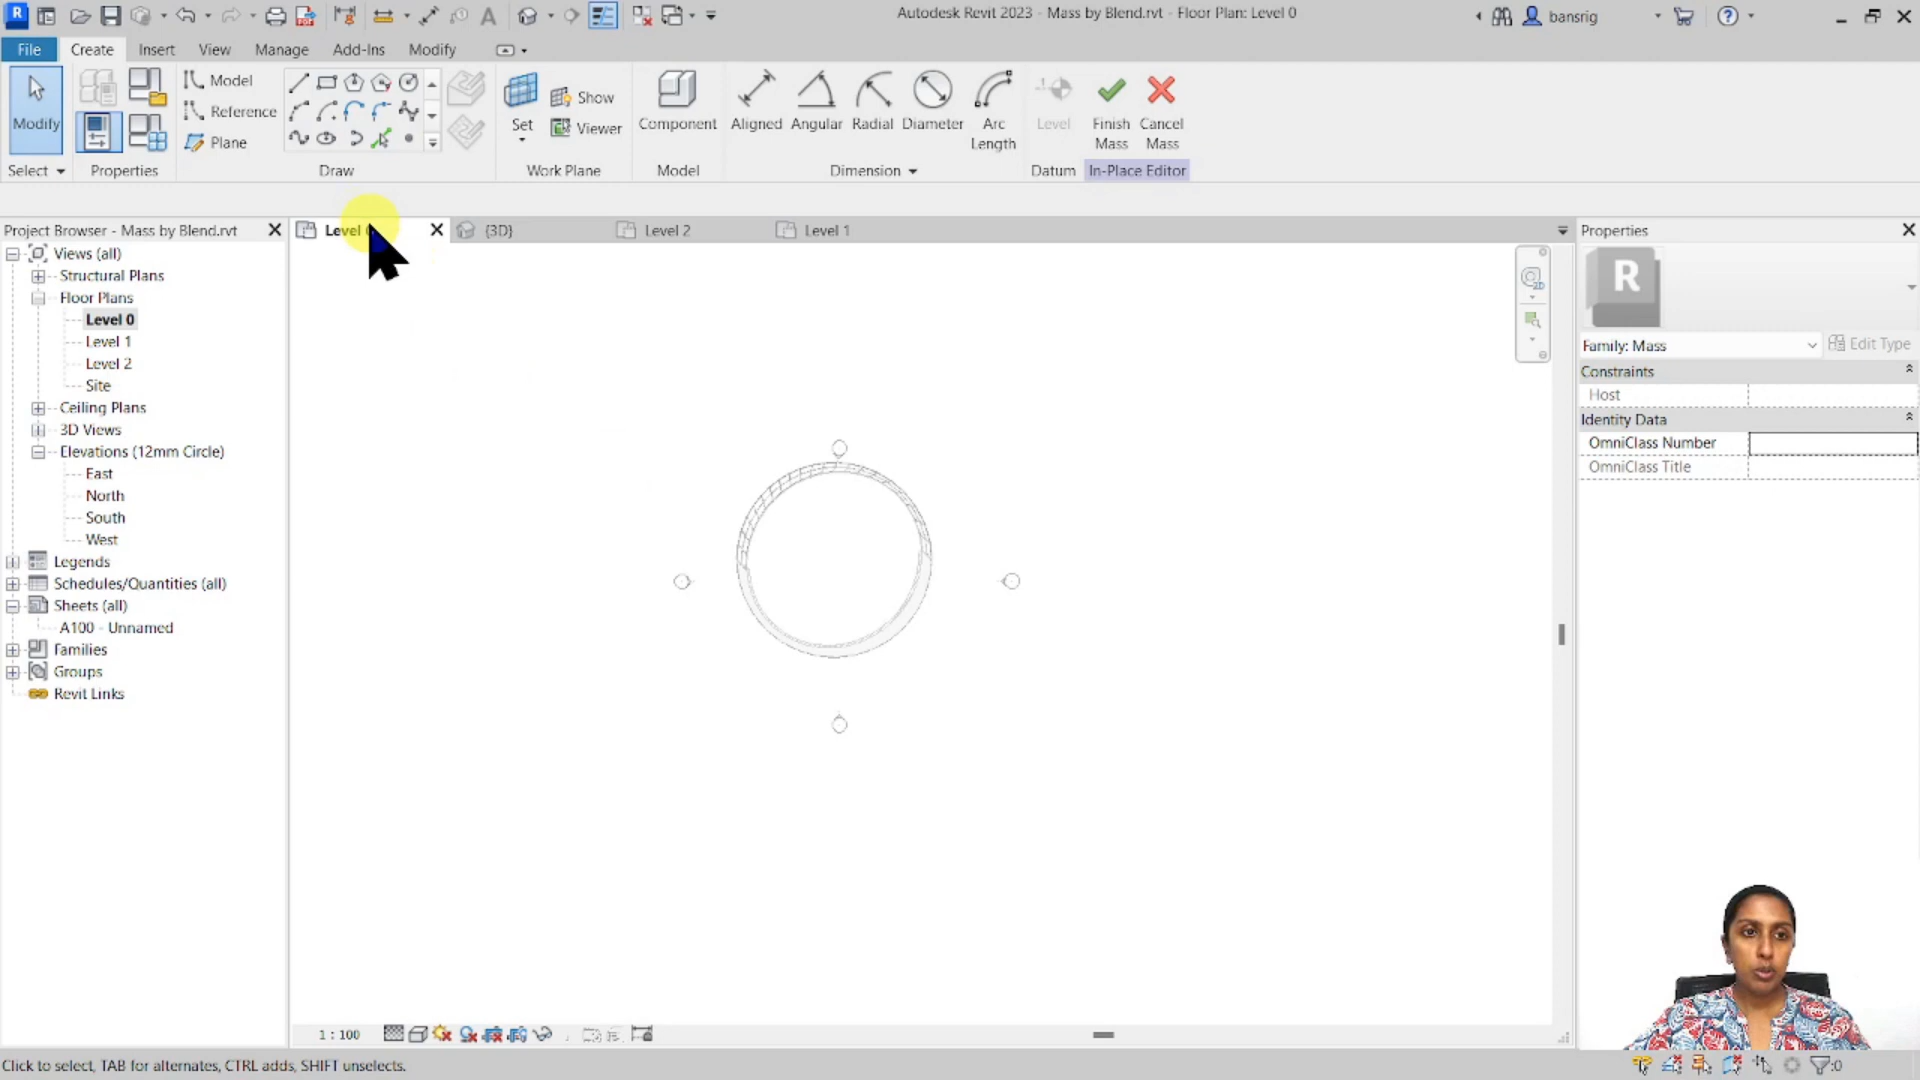 Autodesk Revit 2023 - Mass by Blend.rvt - Floor Plan: Level 0
bansrig
File
Create
Insert
View
Manage
Add-Ins
Modify
Modify
Model
Reference
Plane
Set
Show
Viewer
Component
Aligned
Angular
Radial
Diameter
Arc
Length
Level
Finish
Mass
Cancel
Mass
Select
Properties
Draw
Work Plane
Model
Dimension
Datum
In-Place Editor
Project Browser - Mass by Blend.rvt
Level
{3D}
Level 2
Level 1
Properties
Views (all)
Structural Plans
Floor Plans
Level 0
Level 1
Level 2
Site
Ceiling Plans
3D Views
Elevations (12mm Circle)
East
North
South
West
Legends
Schedules/Quantities (all)
Sheets (all)
A100 - Unnamed
Families
Groups
Revit Links
R
Family: Mass
Edit Type
Constraints
Host
Identity Data
OmniClass Number
OmniClass Title
1 : 100
Click to select, TAB for alternates, CTRL adds, SHIFT unselects.
:0